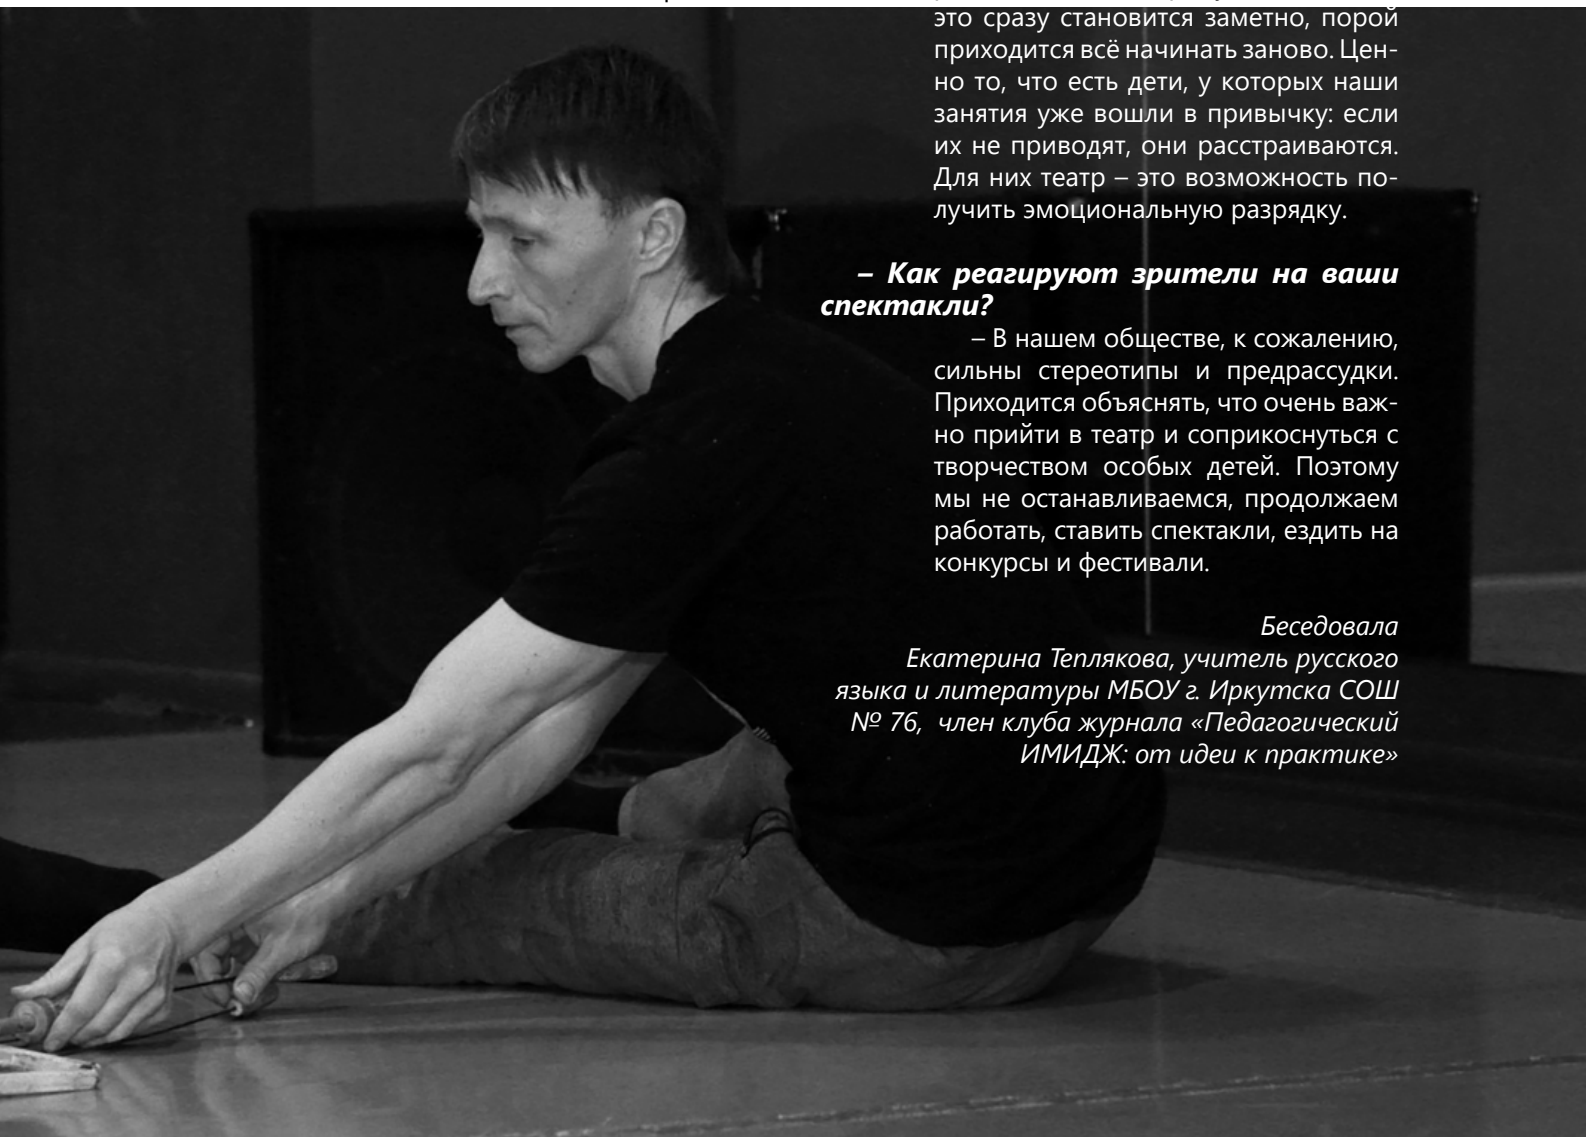 это сразу становится заметно, порой
приходится всё начинать заново. Цен-
но то, что есть дети, у которых наши
занятия уже вошли в привычку: если
их не приводят, они расстраиваются.
Для них театр – это возможность по-
лучить эмоциональную разрядку.
– Как реагируют зрители на ваши
спектакли?
– В нашем обществе, к сожалению,
сильны стереотипы и предрассудки.
Приходится объяснять, что очень важ-
но прийти в театр и соприкоснуться с
творчеством особых детей. Поэтому
мы не останавливаемся, продолжаем
работать, ставить спектакли, ездить на
конкурсы и фестивали.
Беседовала
Екатерина Теплякова, учитель русского
языка и литературы МБОУ г. Иркутска СОШ
№ 76, член клуба журнала «Педагогический
ИМИДЖ: от идеи к практике»